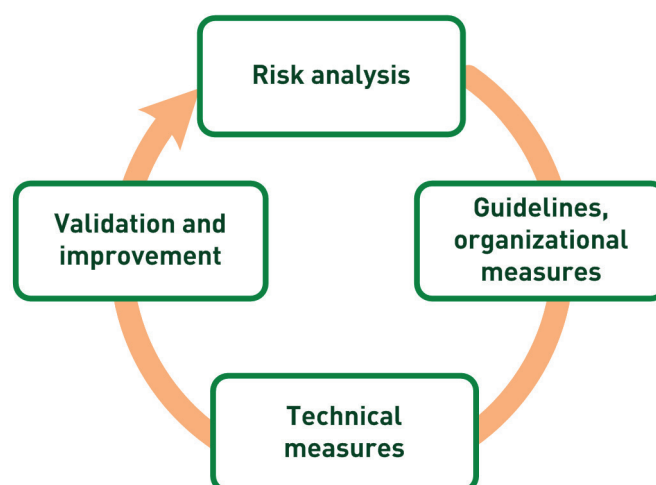 Risk analysis
Guidelines,
organizational
measures
Technical
measures
Validation and
improvement